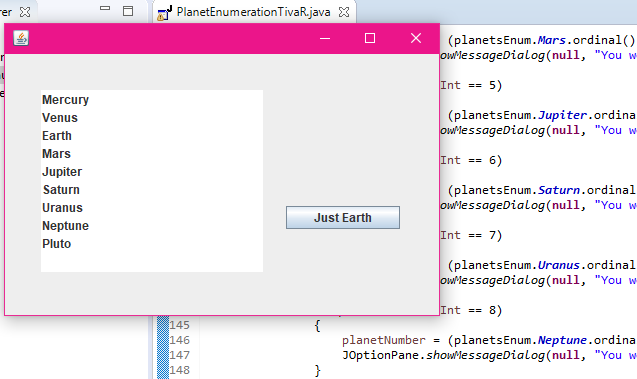 rer
PlanetEnumerationTivaR.java
(planetsEnum.Mars.ordinal()
owMessageDialog(null, "You w
Int == 5)
(planetsEnum.Jupiter.ordina
owMessageDialog(null, "You w
Int == 6)
(planetsEnum.Saturn.ordinal
owMessageDialog(null, "You w
Int == 7)
(planetsEnum.Uranus.ordinal
owMessageDialog(null, "You w
Int == 8)
145 {
146 planetNumber = (planetsEnum.Neptune.ordin
147 JOptionPane.showMessageDialog(null, "You w
148 }
Mercury
Venus
Earth
Mars
Jupiter
Saturn
Uranus
Neptune
Pluto
Just Earth